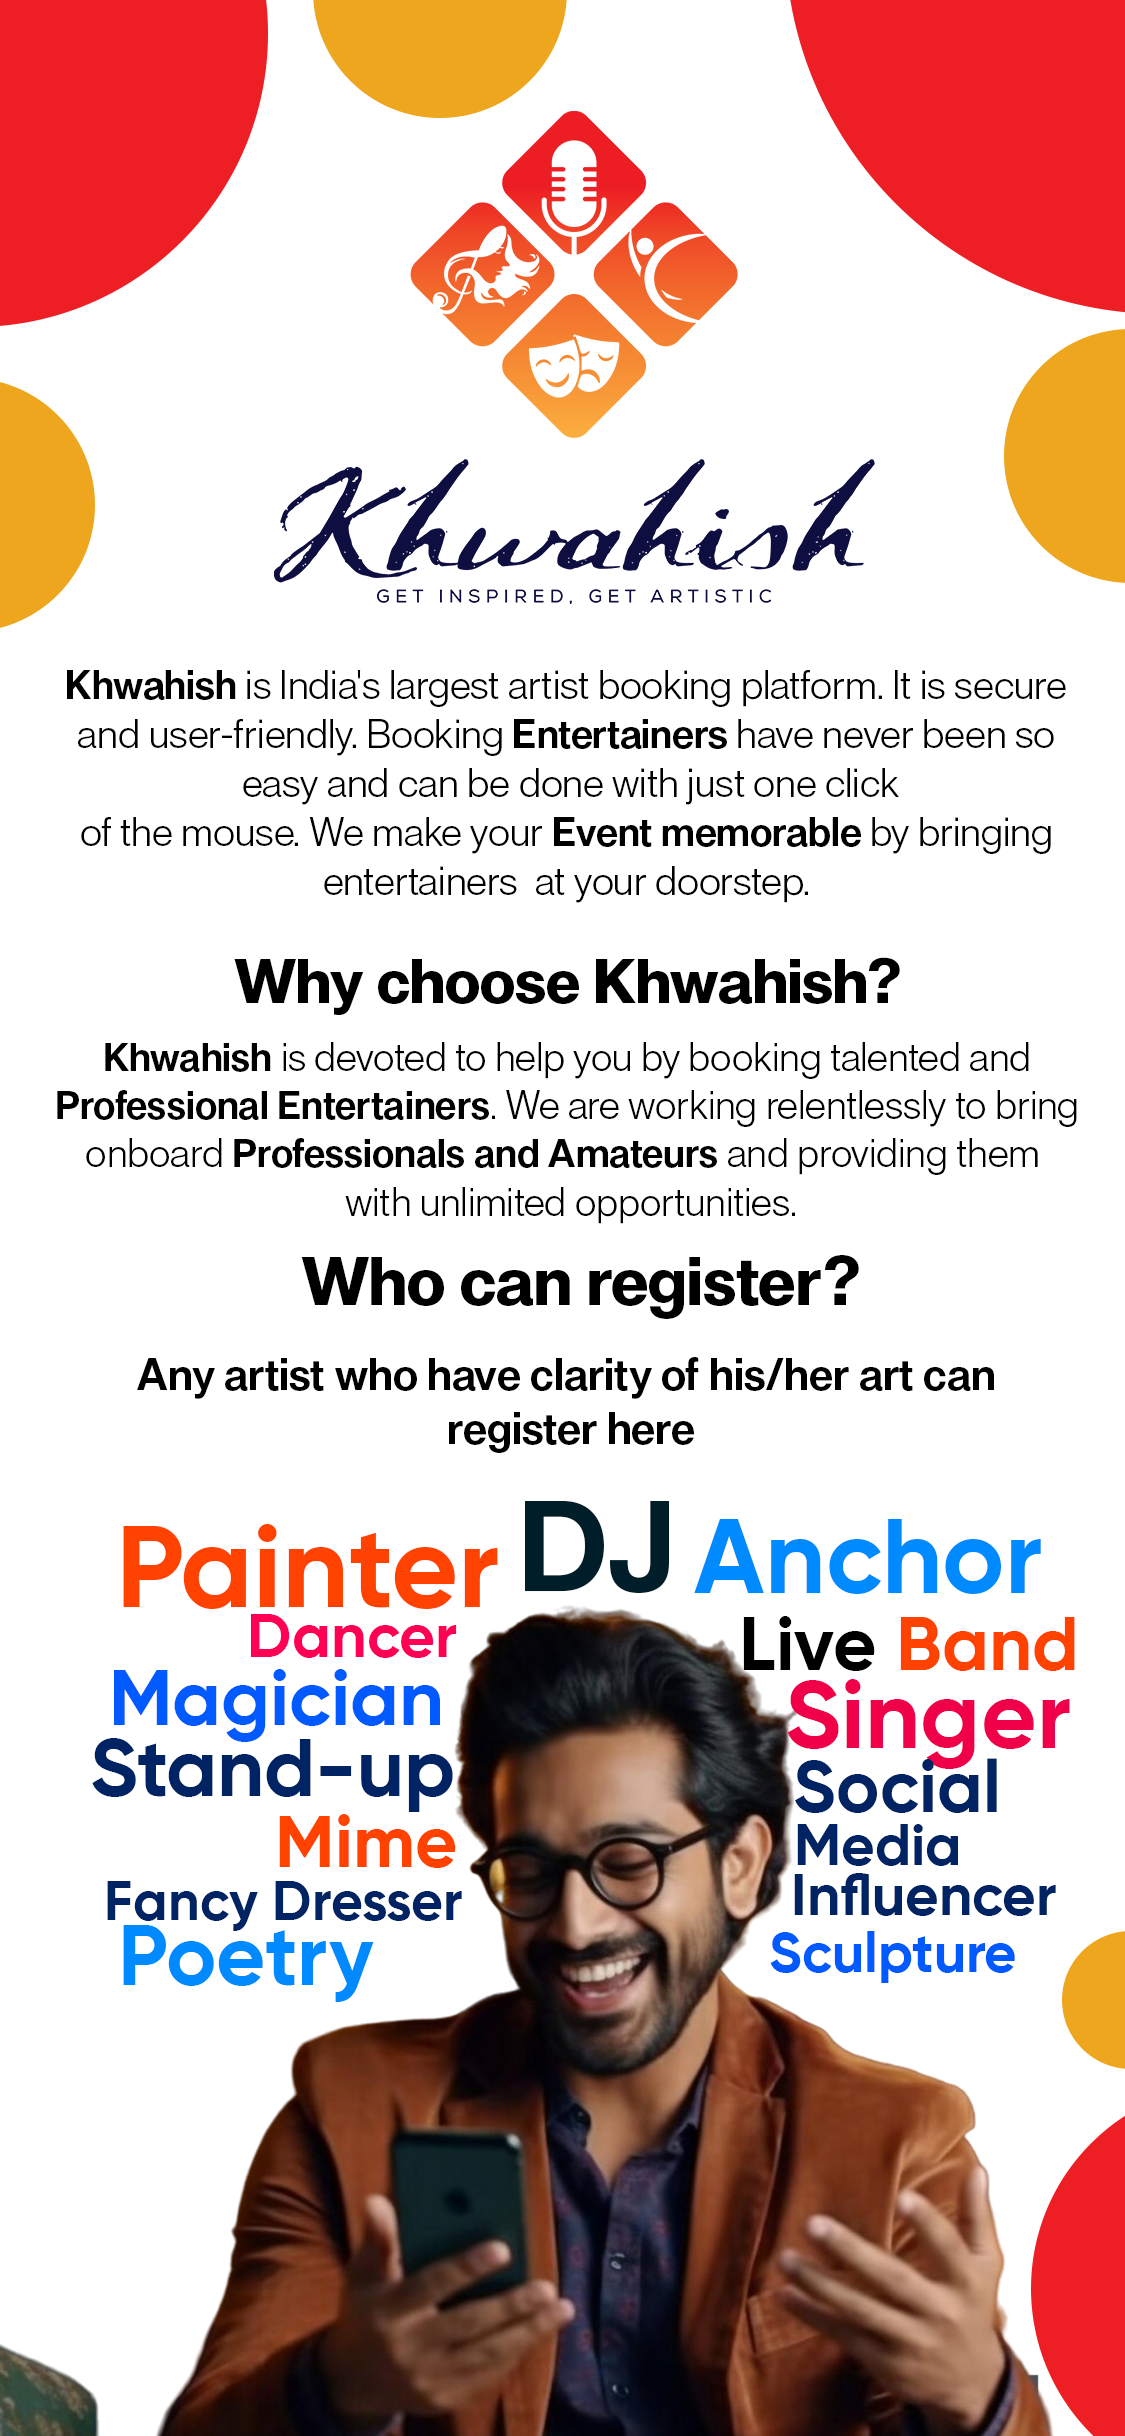 Khwahish
GET INSPIRED, GET ARTISTIC
Khwahish is India's largest artist booking platform. It is secure
and user-friendly. Booking Entertainers have never been so
easy and can be done with just one click
of the mouse. We make your Event memorable by bringing
entertainers at your doorstep.
Why choose Khwahish?
Khwahish is devoted to help you by booking talented and
Professional Entertainers. We are working relentlessly to bring
onboard Professionals and Amateurs and providing them
with unlimited opportunities.
Who can register?
Any artist who have clarity of his/her art can
register here
Painter DJ Anchor
Dancer
Magician
Stand-up
Mime
Fancy Dresser
Poetry
Live Band
Singer
Social
Media
Influencer
Sculpture